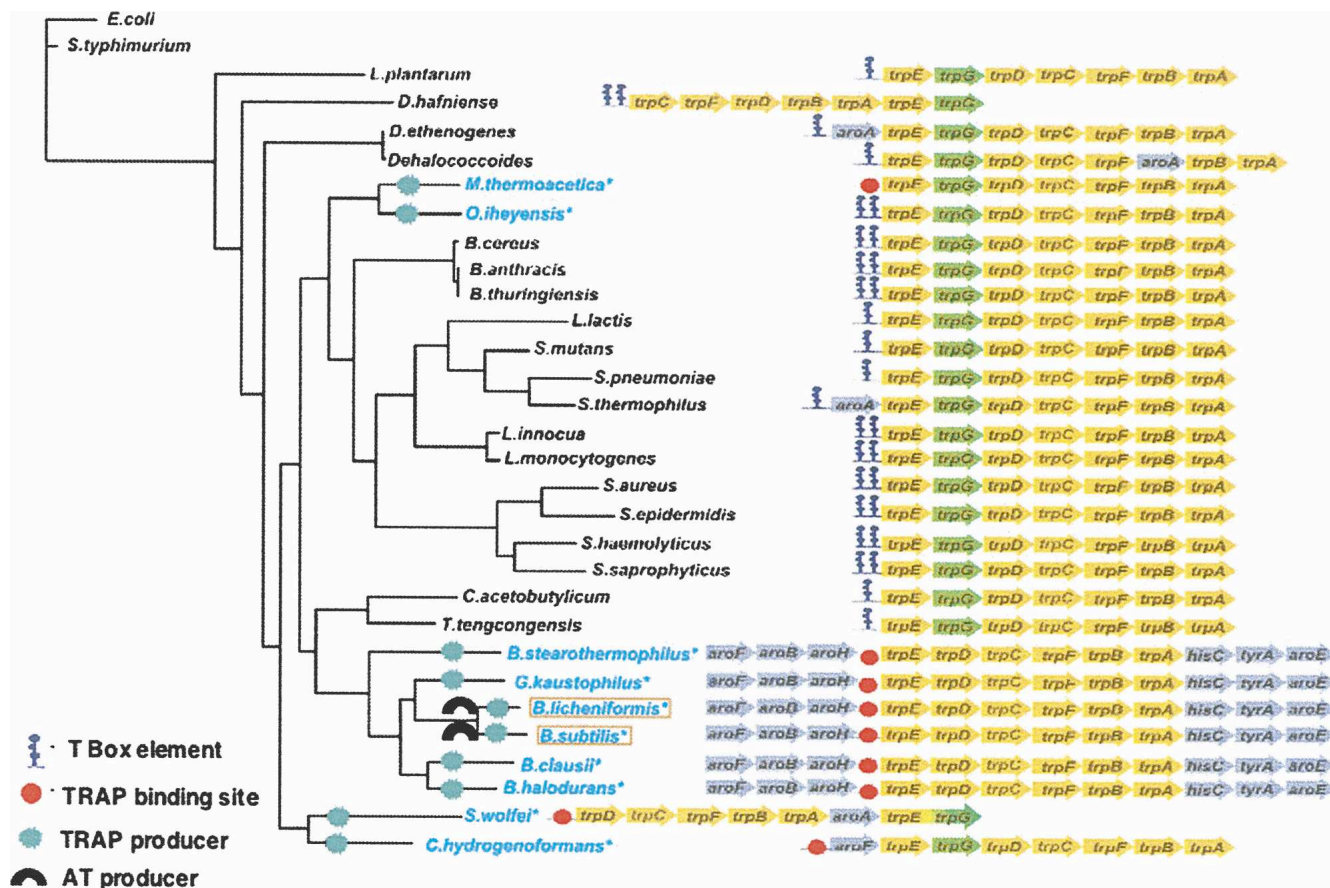 E.coli
S.typhimurium
L.plantarum trpE trpG trpD trpC trpF trpB trpA
D.hafniense trpC trpF trpD trpB trpA trpE trpG
D.ethenogenes aroA trpE trpG trpD trpC trpF trpB trpA
Dehalococcoides trpE trpG trpD trpC trpF aroA trpB trpA
M.thermoacetica* trpE trpG trpD trpC trpF trpB trpA
O.iheyensis* trpE trpG trpD trpC trpF trpB trpA
B.cereus trpE trpG trpD trpC trpF trpB trpA
B.anthracis trpE trpG trpD trpC trpF trpB trpA
B.thuringiensis trpE trpG trpD trpC trpF trpB trpA
L.lactis trpE trpG trpD trpC trpF trpB trpA
S.mutans trpE trpG trpD trpC trpF trpB trpA
S.pneumoniae trpE trpG trpD trpC trpF trpB trpA
S.thermophilus aroA trpE trpG trpD trpC trpF trpB trpA
L.innocua trpE trpG trpD trpC trpF trpB trpA
L.monocytogenes trpE trpG trpD trpC trpF trpB trpA
S.aureus trpE trpG trpD trpC trpF trpB trpA
S.epidermidis trpE trpG trpD trpC trpF trpB trpA
S.haemolyticus trpE trpG trpD trpC trpF trpB trpA
S.saprophyticus trpE trpG trpD trpC trpF trpB trpA
C.acetobutylicum trpE trpG trpD trpC trpF trpB trpA
T.tengcongensis trpE trpG trpD trpC trpF trpB trpA
B.stearothermophilus* aroF aroB aroH trpE trpD trpC trpF trpB trpA hisC tyrA aroE
G.kaustophilus* aroF aroB aroH trpE trpD trpC trpF trpB trpA hisC tyrA aroE
B.licheniformis* aroF aroB aroH trpE trpD trpC trpF trpB trpA hisC tyrA aroE
B.subtilis* aroF aroB aroH trpE trpD trpC trpF trpB trpA hisC tyrA aroE
B.clausii* aroF aroB aroH trpE trpD trpC trpF trpB trpA hisC tyrA aroE
B.halodurans* aroF aroB aroH trpE trpD trpC trpF trpB trpA hisC tyrA aroE
S.wolfei* trpD trpC trpF trpB trpA aroA trpE trpG
C.hydrogenoformans* aroF trpE trpG trpD trpC trpF trpB trpA
T Box element
TRAP binding site
TRAP producer
AT producer